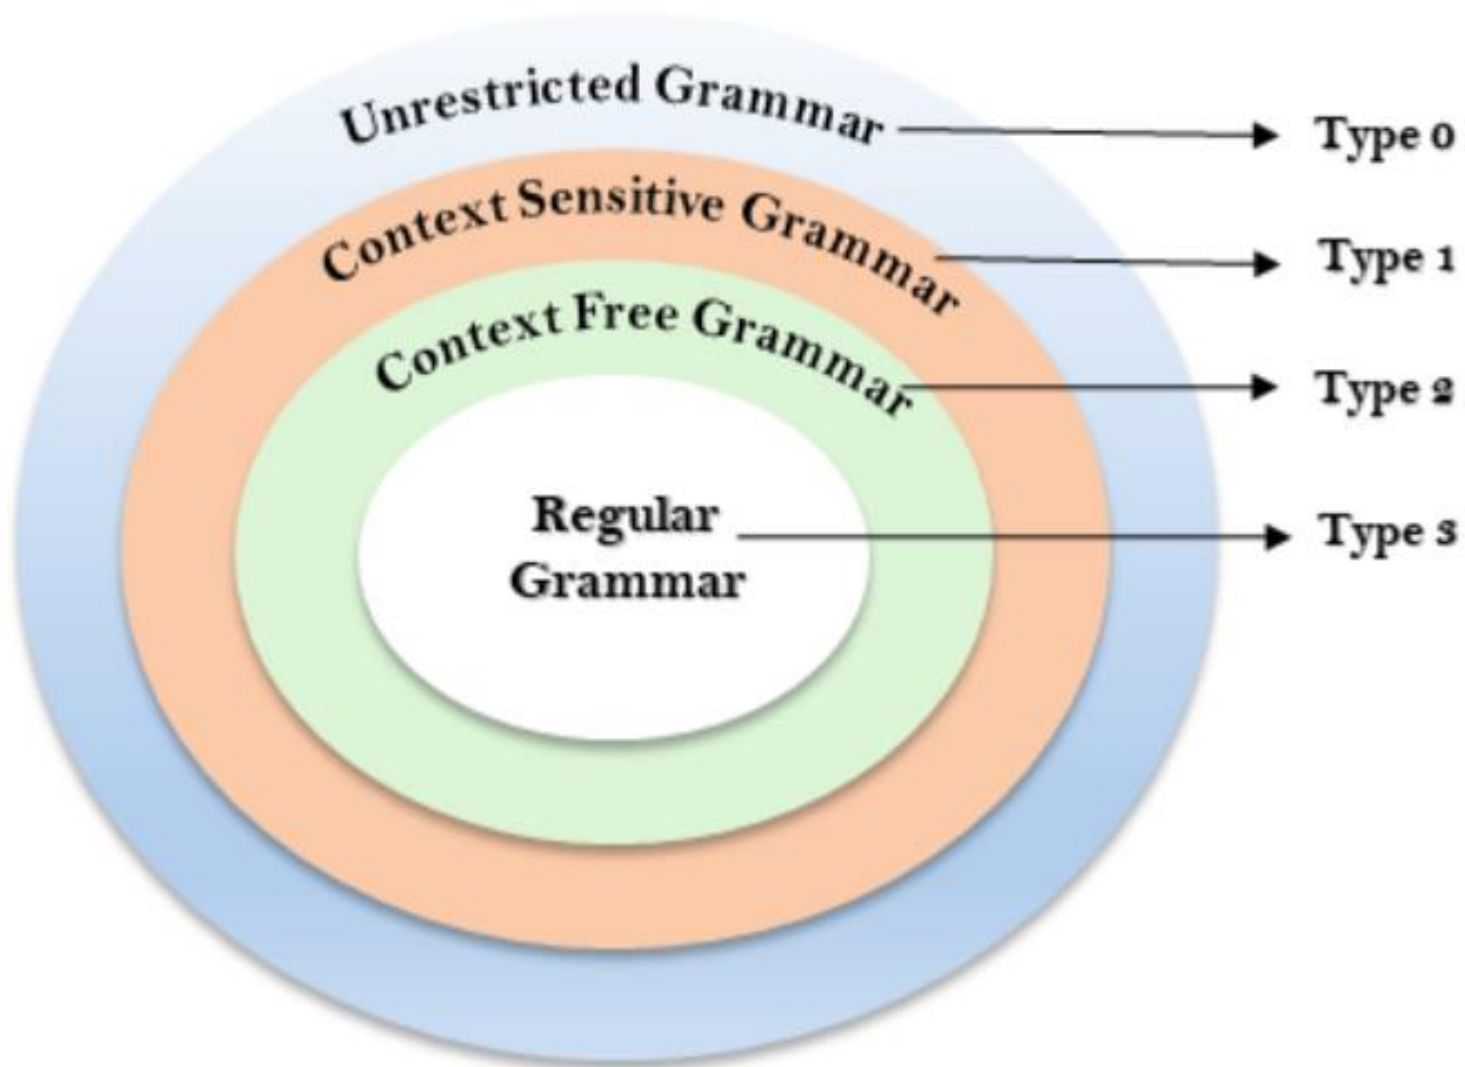 Unrestricted Grammar
Type 0
Context Sensitive Grammar
Type 1
Context Free Grammar
Type 2
Regular
Grammar
Type 3